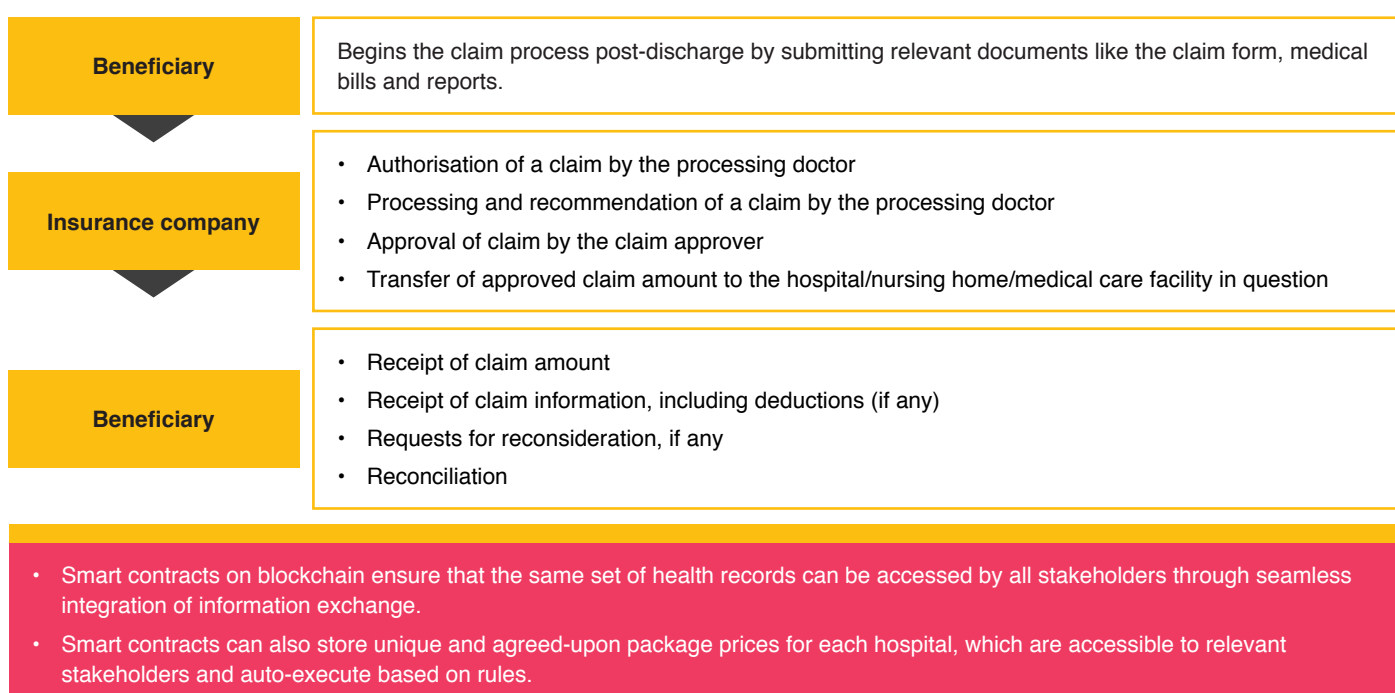 Beneficiary
Begins the claim process post-discharge by submitting relevant documents like the claim form, medical
bills and reports.
Insurance company
• Authorisation of a claim by the processing doctor
• Processing and recommendation of a claim by the processing doctor
• Approval of claim by the claim approver
• Transfer of approved claim amount to the hospital/nursing home/medical care facility in question
Beneficiary
• Receipt of claim amount
• Receipt of claim information, including deductions (if any)
• Requests for reconsideration, if any
• Reconciliation
• Smart contracts on blockchain ensure that the same set of health records can be accessed by all stakeholders through seamless
integration of information exchange.
• Smart contracts can also store unique and agreed-upon package prices for each hospital, which are accessible to relevant
stakeholders and auto-execute based on rules.